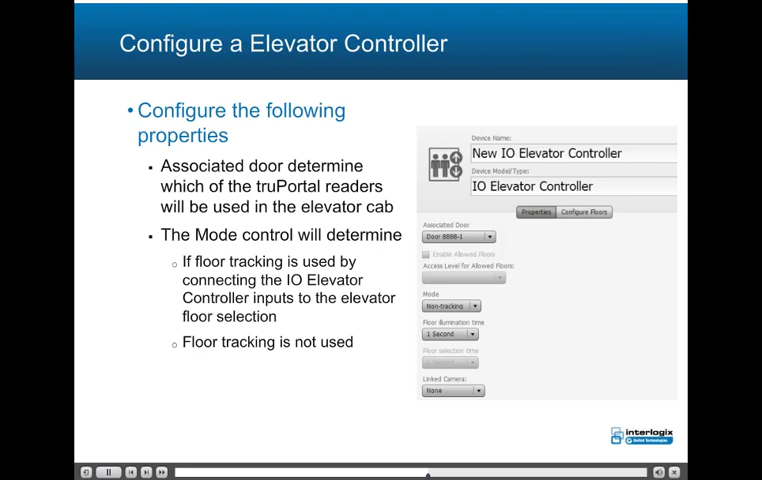 Configure a Elevator Controller
• Configure the following
properties
▪ Associated door determine
which of the truPortal readers
will be used in the elevator cab
▪ The Mode control will determine
○ If floor tracking is used by
connecting the IO Elevator
Controller inputs to the elevator
floor selection
○ Floor tracking is not used
Device Name:
New IO Elevator Controller
Device Model/Type:
IO Elevator Controller
Properties
Configure Floors
Associated Door
Door 8888-1
Enable Allowed Floors
Access Level for Allowed Floors:
Mode
Non-tracking
Floor illumination time
1 Second
Floor selection time
1 Second
Linked Camera:
None
interlogix
United Technologies